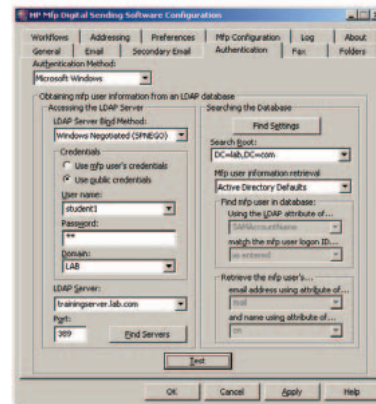 HP Mfp Digital Sending Software Configuration
Workflows Addressing Preferences Mfp Configuration Log About
General Email Secondary Email Authentication Fax Folders
Authentication Method:
Microsoft Windows
Obtaining mfp user information from an LDAP database
Accessing the LDAP Server
LDAP Server Bind Method:
Windows Negotiated (SPNEGO)
Credentials
Use mfp user's credentials
Use public credentials
User name:
student1
Password:
**
Domain:
LAB
LDAP Server:
trainingserver.lab.com
Port:
389 Find Servers
Searching the Database
Find Settings
Search Root:
DC=lab,DC=com
Mfp user information retrieval
Active Directory Defaults
Find mfp user in database:
Using the LDAP attribute of...
sAMAccountName
match the mfp user logon ID...
as entered
Retrieve the mfp user's...
email address using attribute of...
mail
and name using attribute of...
cn
Test
OK Cancel Apply Help